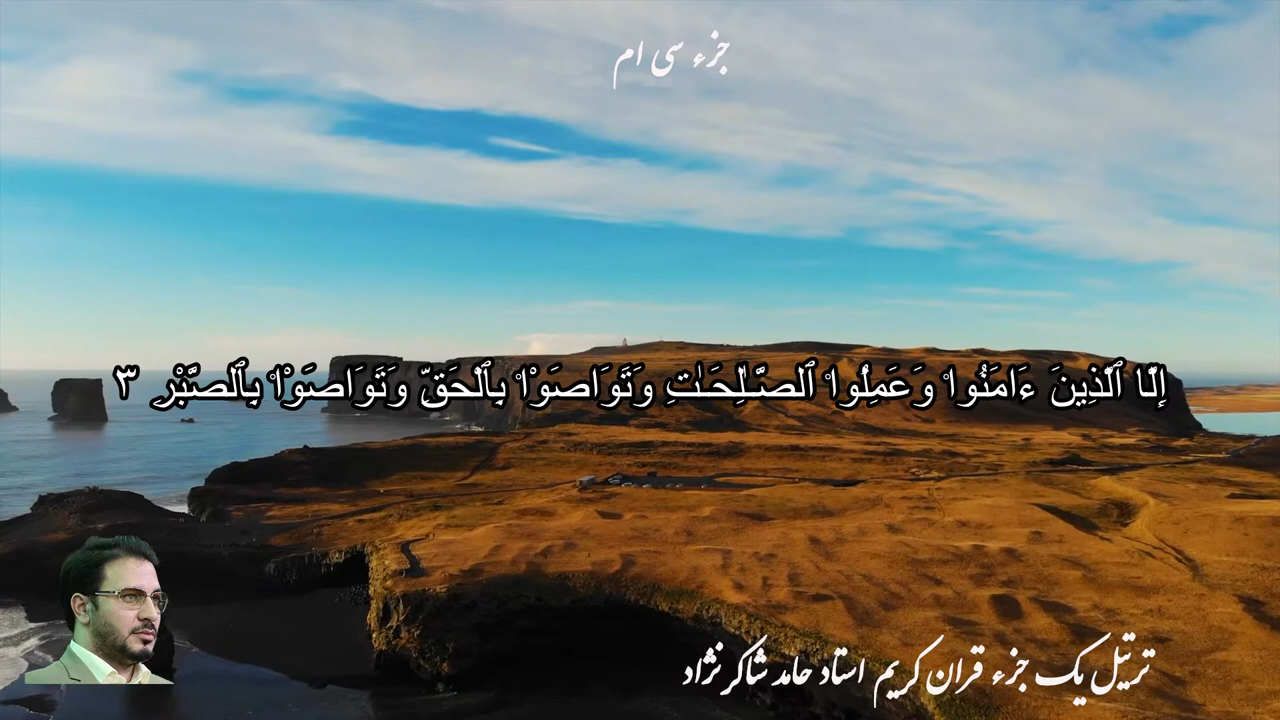 جزء سی ام
إِلَّا ٱلَّذِينَ ءَامَنُوا۟ وَعَمِلُوا۟ ٱلصَّـٰلِحَـٰتِ وَتَوَاصَوْا۟ بِٱلْحَقِّ وَتَوَاصَوْا۟ بِٱلصَّبْرِ ٣
ترتیل یک جزء قران کریم استاد حامد شاکرنژاد